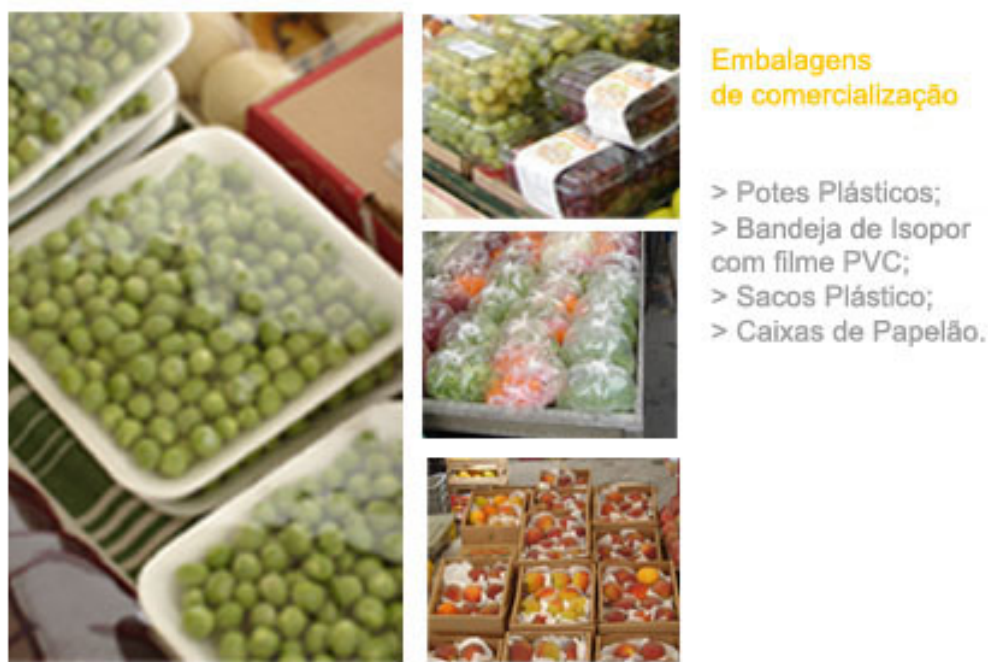 Embalagens
de comercialização
> Potes Plásticos;
> Bandeja de Isopor
com filme PVC;
> Sacos Plástico;
> Caixas de Papelão.